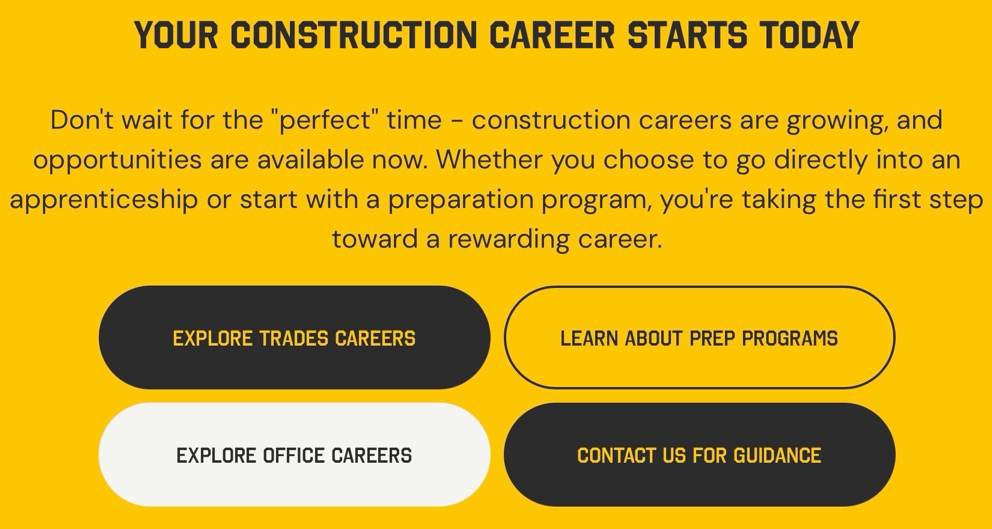 YOUR CONSTRUCTION CAREER STARTS TODAY
Don't wait for the "perfect" time – construction careers are growing, and
opportunities are available now. Whether you choose to go directly into an
apprenticeship or start with a preparation program, you're taking the first step
toward a rewarding career.
EXPLORE TRADES CAREERS
LEARN ABOUT PREP PROGRAMS
EXPLORE OFFICE CAREERS
CONTACT US FOR GUIDANCE